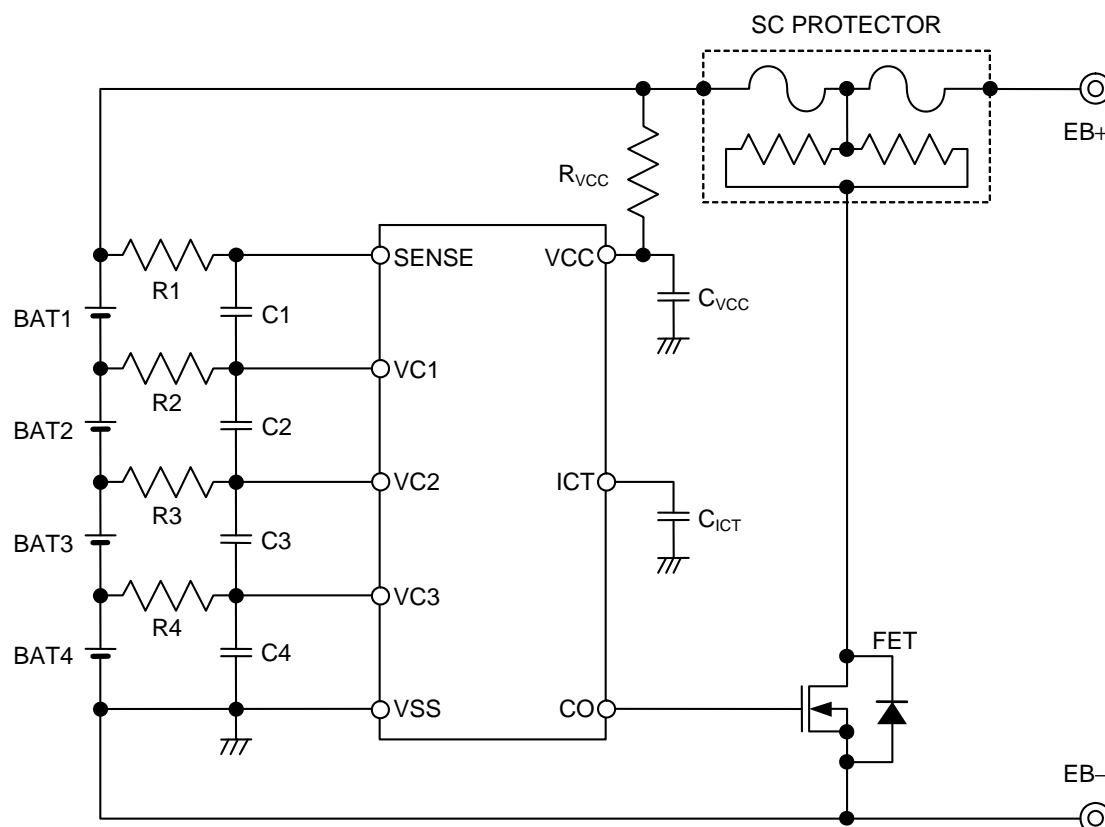 SC PROTECTOR
EB+
RVCC
SENSE
VCC
R1
C1
CVCC
BAT1
VC1
R2
C2
BAT2
VC2
ICT
R3
C3
CICT
BAT3
VC3
R4
C4
BAT4
FET
VSS
CO
EB−